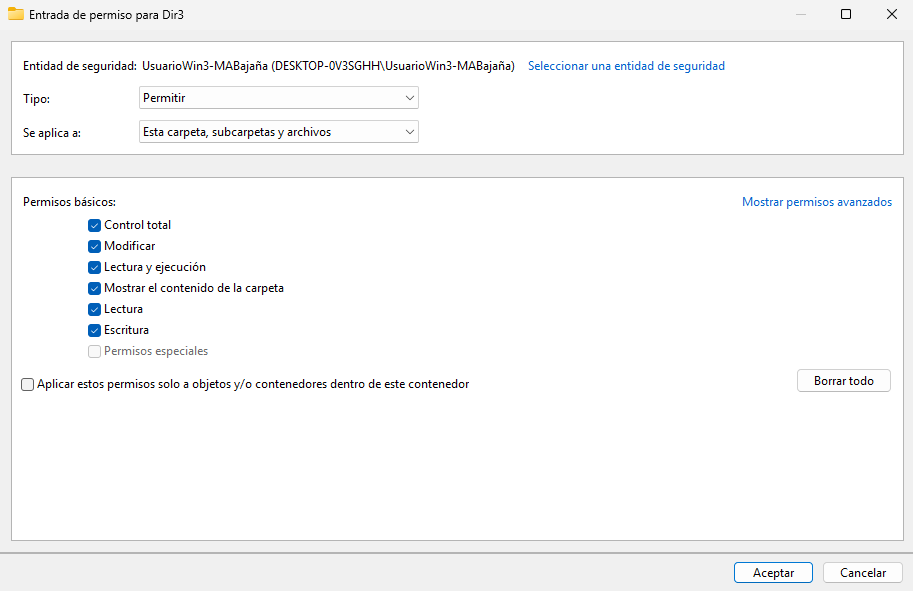 Entrada de permiso para Dir3
Entidad de seguridad: UsuarioWin3-MABajaña (DESKTOP-0V3SGHH\UsuarioWin3-MABajaña) Seleccionar una entidad de seguridad
Tipo: Permitir
Se aplica a: Esta carpeta, subcarpetas y archivos
Permisos básicos: Mostrar permisos avanzados
Control total
Modificar
Lectura y ejecución
Mostrar el contenido de la carpeta
Lectura
Escritura
Permisos especiales
Aplicar estos permisos solo a objetos y/o contenedores dentro de este contenedor Borrar todo
Aceptar Cancelar